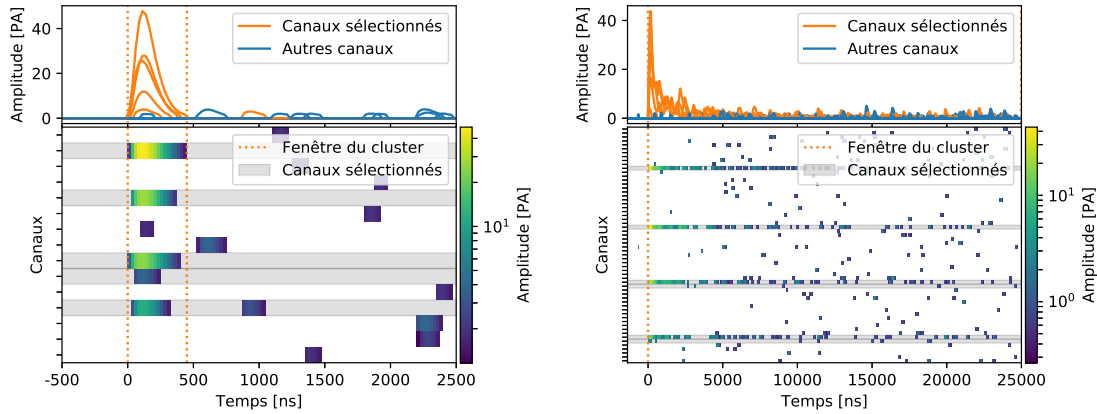 Amplitude [PA]
40
20
0
Canaux sélectionnés
Autres canaux
Canaux
Fenêtre du cluster
Canaux sélectionnés
-500
0
500
1000
1500
2000
2500
Temps [ns]
10¹
Amplitude [PA]
Amplitude [PA]
40
20
0
Canaux sélectionnés
Autres canaux
Canaux
Fenêtre du cluster
Canaux sélectionnés
0
5000
10000
15000
20000
25000
Temps [ns]
10¹
10⁰
Amplitude [PA]